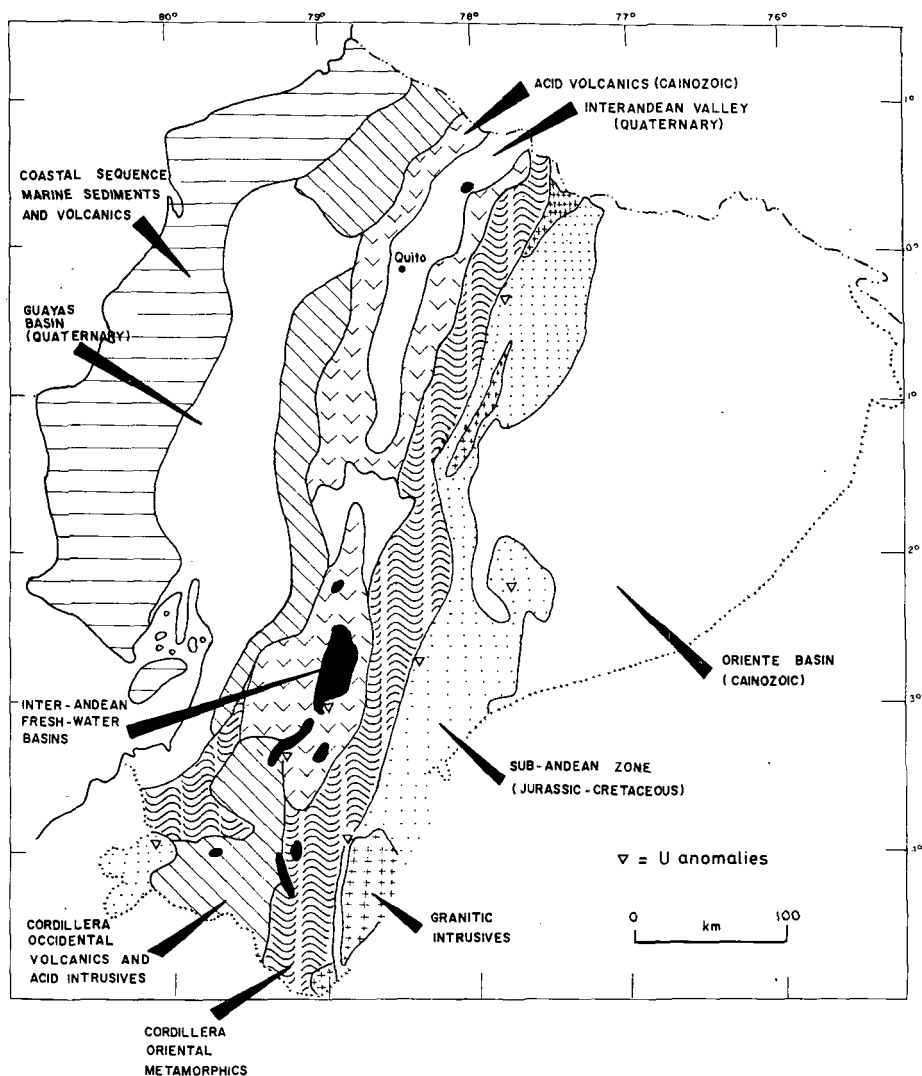 80°
79°
78°
77°
76°
ACID VOLCANICS (CAINOZOIC)
INTERANDEAN VALLEY
(QUATERNARY)
1°
COASTAL SEQUENCE
MARINE SEDIMENTS
AND VOLCANICS
Quito
0°
GUAYAS
BASIN
(QUATERNARY)
1°
2°
ORIENTE BASIN
(CAINOZOIC)
INTER-ANDEAN
FRESH-WATER
BASINS
3°
SUB-ANDEAN ZONE
(JURASSIC-CRETACEOUS)
▽ = U anomalies
GRANITIC
INTRUSIVES
0 100
km
CORDILLERA
OCCIDENTAL
VOLCANICS AND
ACID INTRUSIVES
CORDILLERA
ORIENTAL
METAMORPHICS